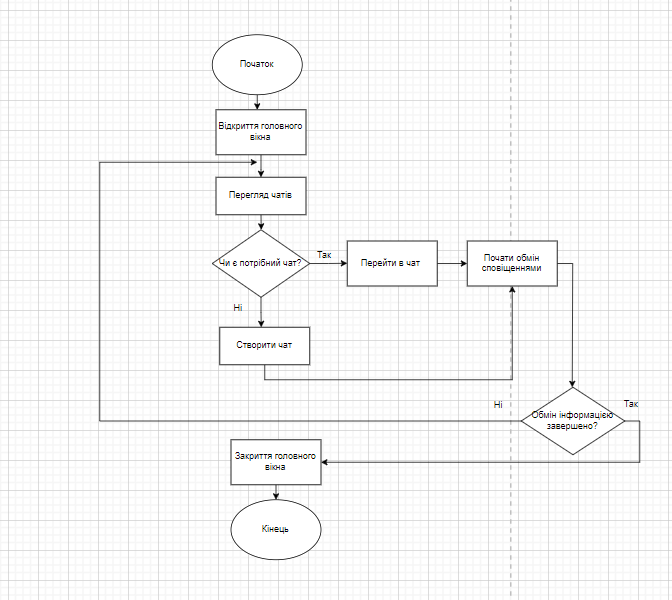 Початок
Відкриття головного
вікна
Перегляд чатів
Чи є потрібний чат?
Так
Перейти в чат
Почати обмін
сповіщеннями
Ні
Створити чат
Ні
Так
Обмін інформацією
завершено?
Закриття головного
вікна
Кінець